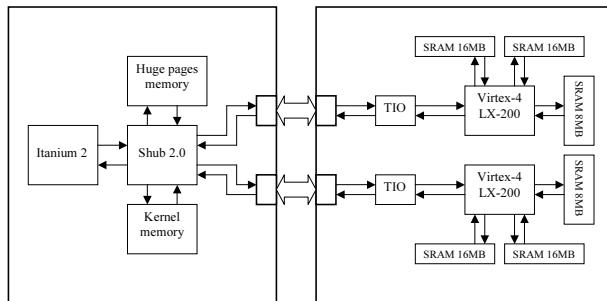 SRAM 16MB
SRAM 16MB
Huge pages
memory
TIO
Virtex-4
LX-200
SRAM 8MB
Itanium 2
Shub 2.0
Kernel
memory
TIO
Virtex-4
LX-200
SRAM 8MB
SRAM 16MB
SRAM 16MB